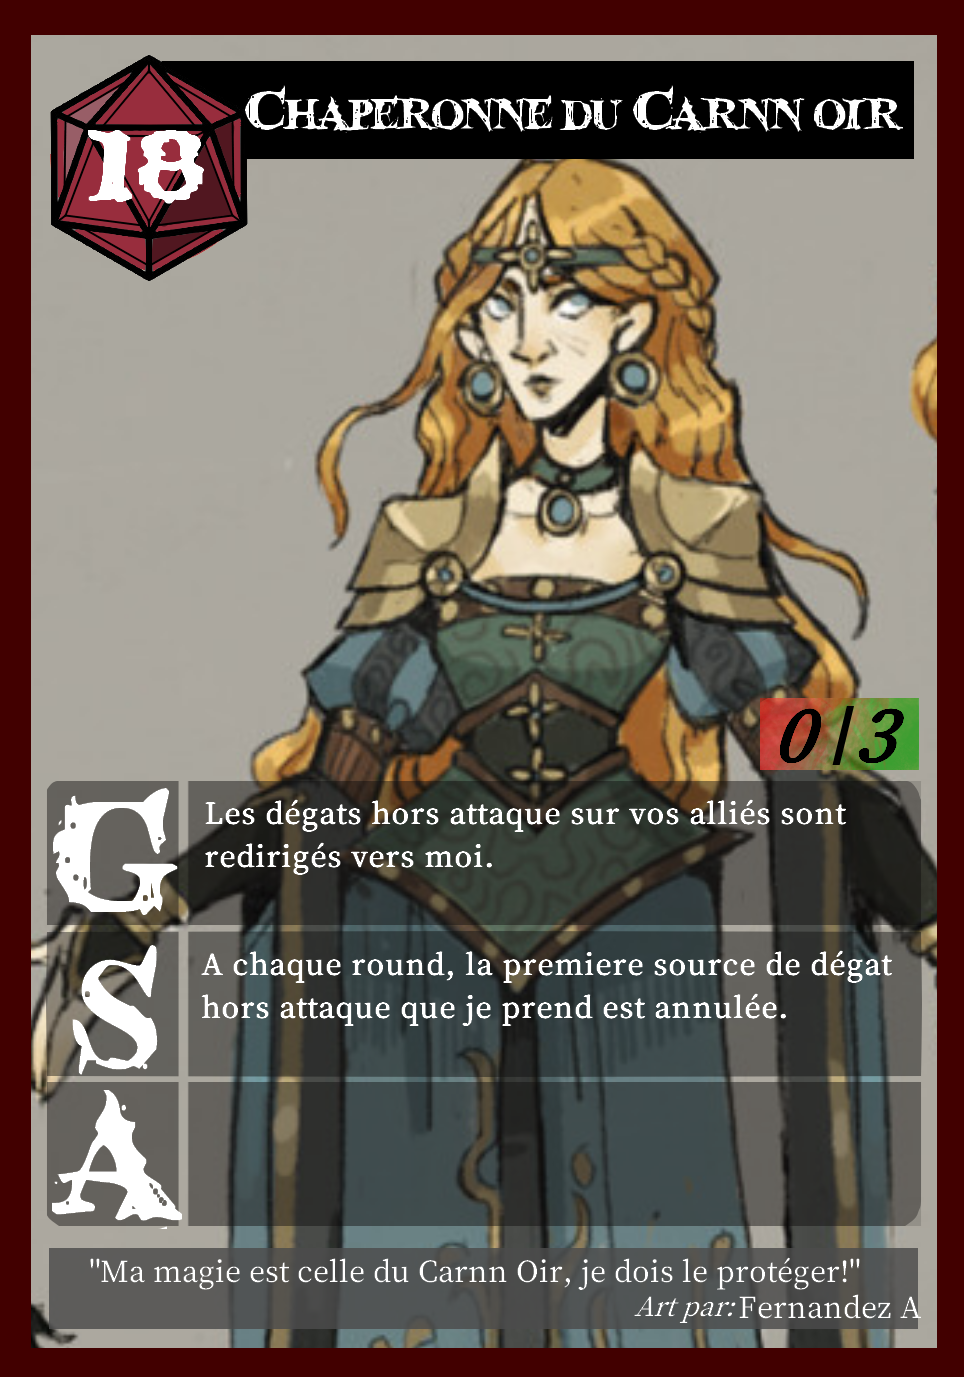 18
Chaperonne du Carnn oir
0/3
G
Les dégats hors attaque sur vos alliés sont
redirigés vers moi.
S
A chaque round, la premiere source de dégat
hors attaque que je prend est annulée.
A
"Ma magie est celle du Carnn Oir, je dois le protéger!"
Art par: Fernandez A